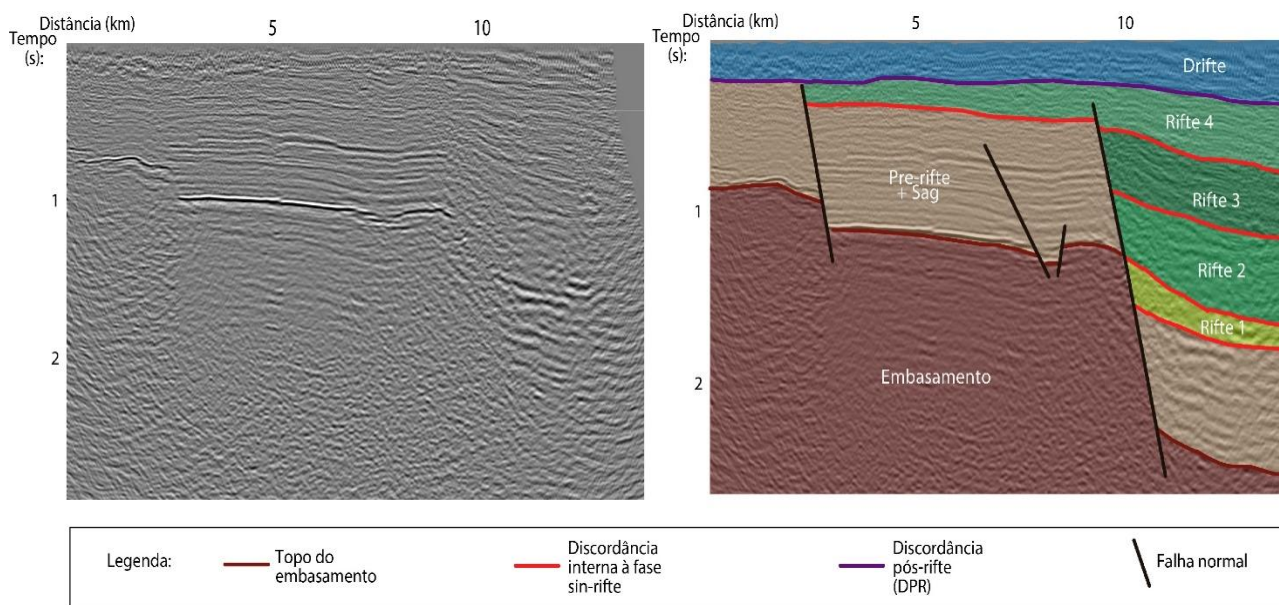 Distância (km) 5 10
Tempo
(s):
1
2
Distância (km) 5 10
Tempo
(s):
1
2
Drifte
Rifte 4
Pre-rifte
+ Sag
Rifte 3
Rifte 2
Rifte 1
Embasamento
Legenda:
Topo do
embasamento
Discordância
interna à fase
sin-rifte
Discordância
pós-rifte
(DPR)
Falha normal